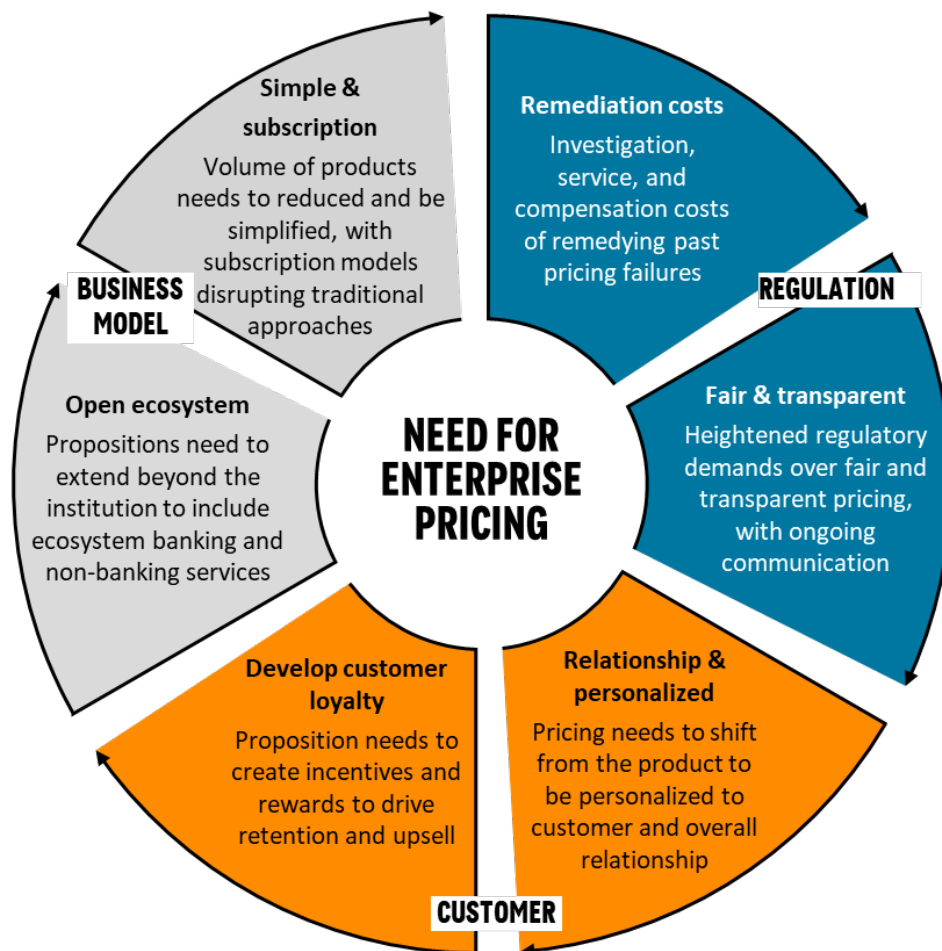 Simple &
subscription
Volume of products
needs to reduced and be
simplified, with
subscription models
disrupting traditional
approaches
Remediation costs
Investigation,
service, and
compensation costs
of remedying past
pricing failures
BUSINESS
MODEL
REGULATION
Open ecosystem
Propositions need to
extend beyond the
institution to include
ecosystem banking and
non-banking services
NEED FOR
ENTERPRISE
PRICING
Fair & transparent
Heightened regulatory
demands over fair and
transparent pricing,
with ongoing
communication
Develop customer
loyalty
Proposition needs to
create incentives and
rewards to drive
retention and upsell
Relationship &
personalized
Pricing needs to shift
from the product to
be personalized to
customer and overall
relationship
CUSTOMER